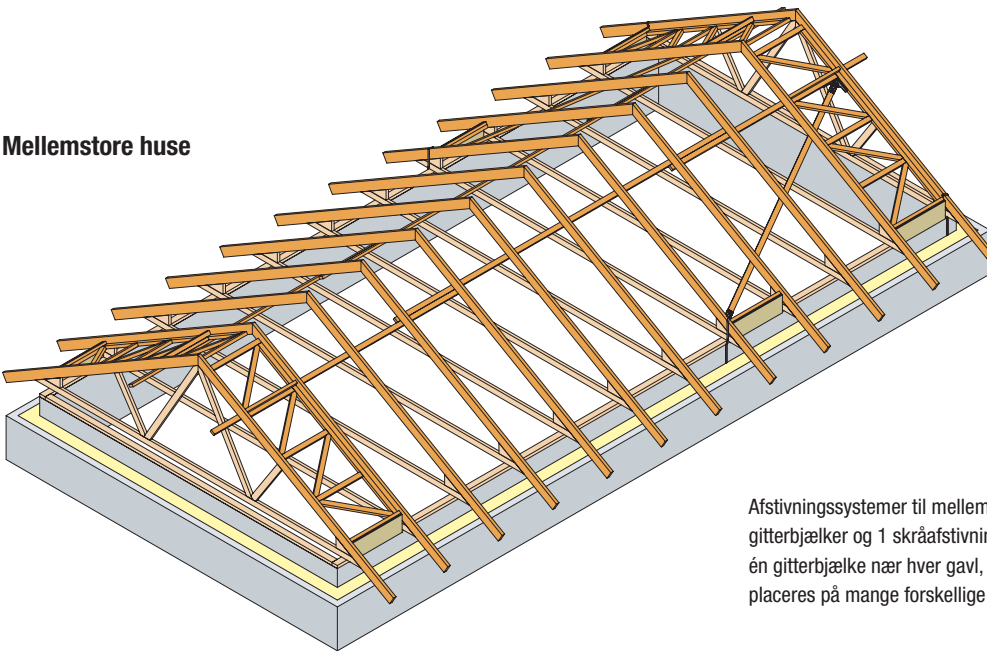 Mellemstore huse
Afstivningssystemer til mellem
gitterbjælker og 1 skråafstivnin
én gitterbjælke nær hver gavl,
placeres på mange forskellige